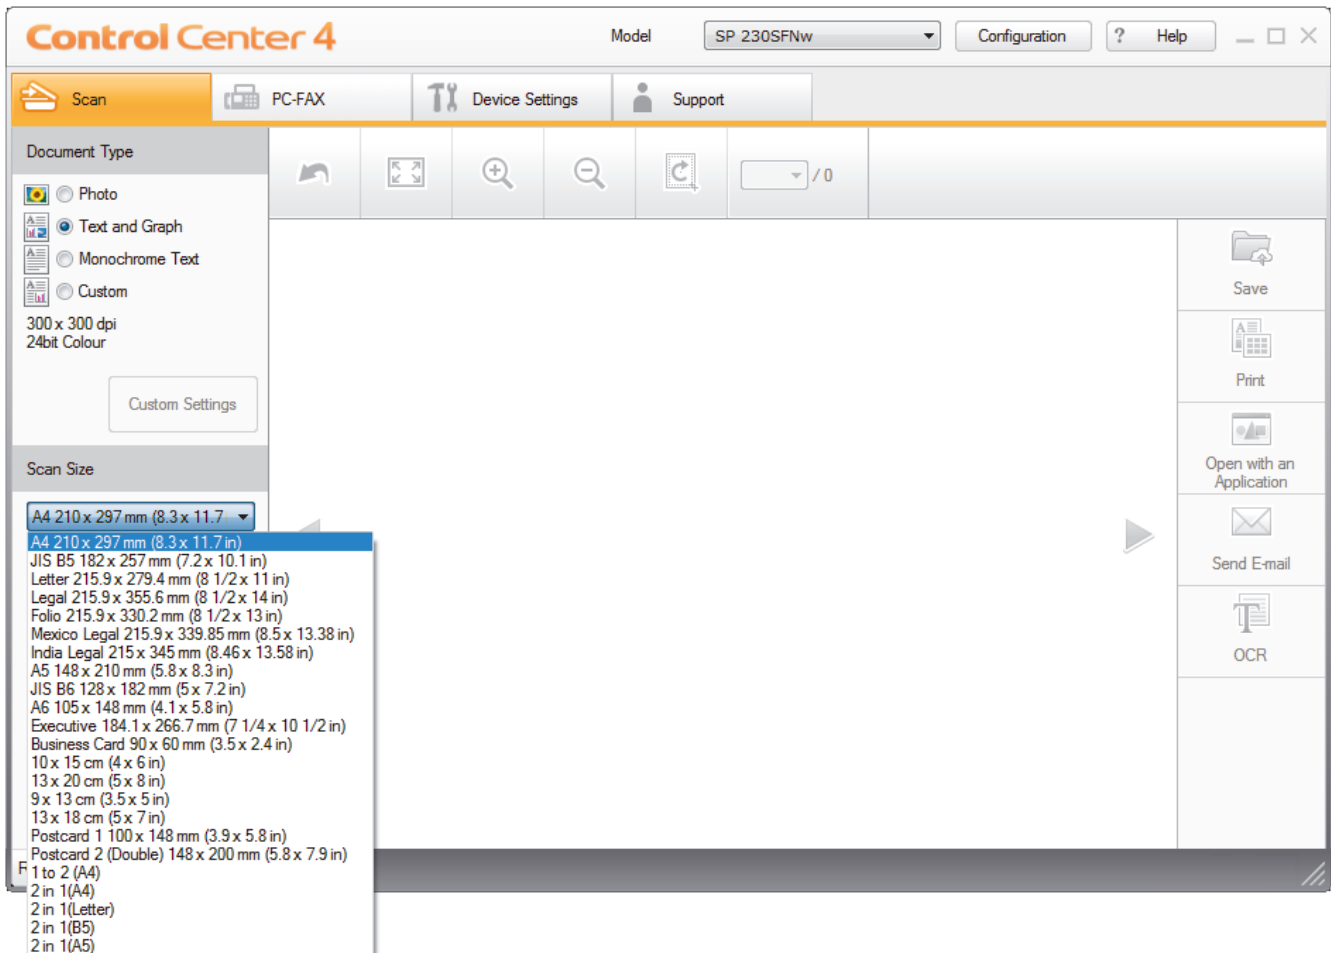 Control Center 4
Model
SP 230SFNw
Configuration
? Help
Scan
PC-FAX
Device Settings
Support
Document Type
Photo
Text and Graph
Monochrome Text
Custom
300 x 300 dpi
24bit Colour
Custom Settings
/ 0
Scan Size
A4 210 x 297 mm (8.3 x 11.7
A4 210 x 297 mm (8.3 x 11.7 in)
JIS B5 182 x 257 mm (7.2 x 10.1 in)
Letter 215.9 x 279.4 mm (8 1/2 x 11 in)
Legal 215.9 x 355.6 mm (8 1/2 x 14 in)
Folio 215.9 x 330.2 mm (8 1/2 x 13 in)
Mexico Legal 215.9 x 339.85 mm (8.5 x 13.38 in)
India Legal 215 x 345 mm (8.46 x 13.58 in)
A5 148 x 210 mm (5.8 x 8.3 in)
JIS B6 128 x 182 mm (5 x 7.2 in)
A6 105 x 148 mm (4.1 x 5.8 in)
Executive 184.1 x 266.7 mm (7 1/4 x 10 1/2 in)
Business Card 90 x 60 mm (3.5 x 2.4 in)
10 x 15 cm (4 x 6 in)
13 x 20 cm (5 x 8 in)
9 x 13 cm (3.5 x 5 in)
13 x 18 cm (5 x 7 in)
Postcard 1 100 x 148 mm (3.9 x 5.8 in)
Postcard 2 (Double) 148 x 200 mm (5.8 x 7.9 in)
1 to 2 (A4)
2 in 1(A4)
2 in 1(Letter)
2 in 1(B5)
2 in 1(A5)
Save
Print
Open with an
Application
Send E-mail
OCR